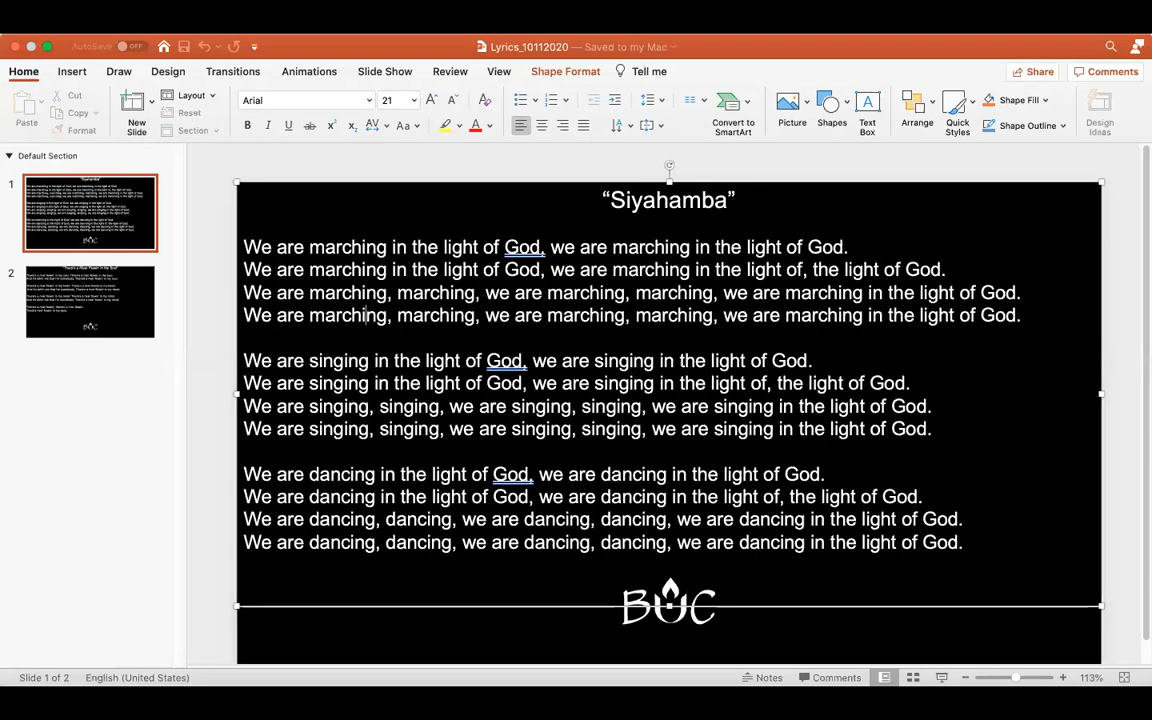 AutoSave OFF
Lyrics_10112020 — Saved to my Mac
Home Insert Draw Design Transitions Animations Slide Show Review View Shape Format Tell me Share Comments
Paste Cut Copy Format
New Slide Layout Reset Section
Arial 21
B I U ab x² x₂ AV Aa A
Convert to SmartArt
Picture Shapes Text Box Arrange Quick Styles Shape Fill Shape Outline Design Ideas
Default Section
1
2
“Siyahamba”
We are marching in the light of God, we are marching in the light of God.
We are marching in the light of God, we are marching in the light of, the light of God.
We are marching, marching, we are marching, marching, we are marching in the light of God.
We are marching, marching, we are marching, marching, we are marching in the light of God.
We are singing in the light of God, we are singing in the light of God.
We are singing in the light of God, we are singing in the light of, the light of God.
We are singing, singing, we are singing, singing, we are singing in the light of God.
We are singing, singing, we are singing, singing, we are singing in the light of God.
We are dancing in the light of God, we are dancing in the light of God.
We are dancing in the light of God, we are dancing in the light of, the light of God.
We are dancing, dancing, we are dancing, dancing, we are dancing in the light of God.
We are dancing, dancing, we are dancing, dancing, we are dancing in the light of God.
BUC
Slide 1 of 2 English (United States) Notes Comments 113%